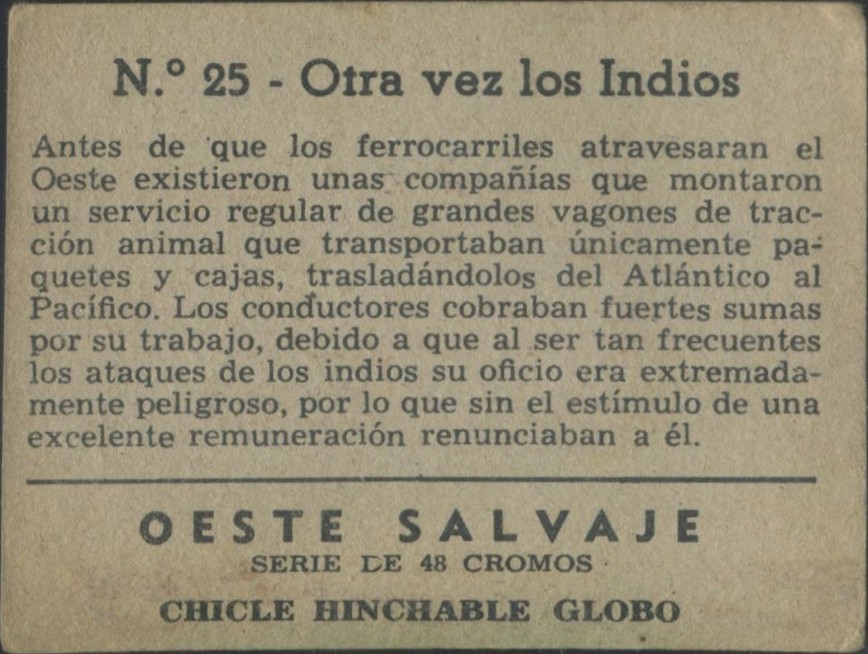 N.º 25 - Otra vez los Indios
Antes de que los ferrocarriles atravesaran el
Oeste existieron unas compañías que montaron
un servicio regular de grandes vagones de trac-
ción animal que transportaban únicamente pa-
quetes y cajas, trasladándolos del Atlántico al
Pacífico. Los conductores cobraban fuertes sumas
por su trabajo, debido a que al ser tan frecuentes
los ataques de los indios su oficio era extremada-
mente peligroso, por lo que sin el estímulo de una
excelente remuneración renunciaban a él.
OESTE SALVAJE
SERIE DE 48 CROMOS
CHICLE HINCHABLE GLOBO